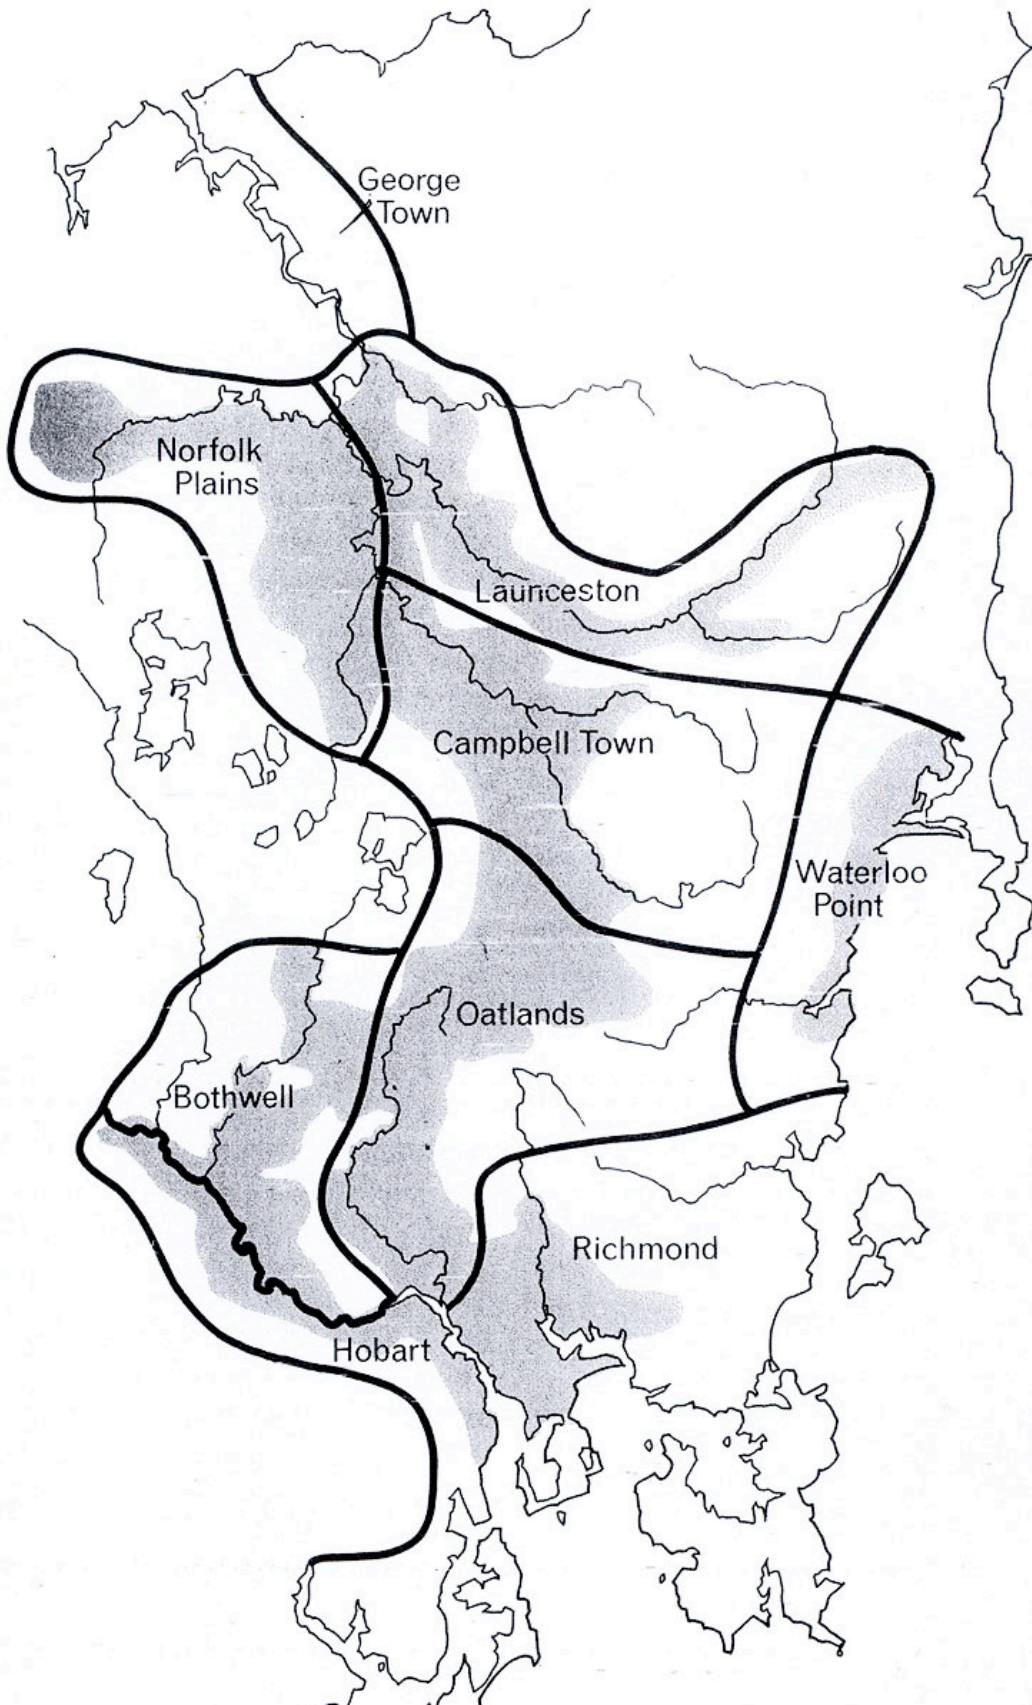 George
Town
Norfolk
Plains
Launceston
Campbell Town
Waterloo
Point
Oatlands
Bothwell
Richmond
Hobart